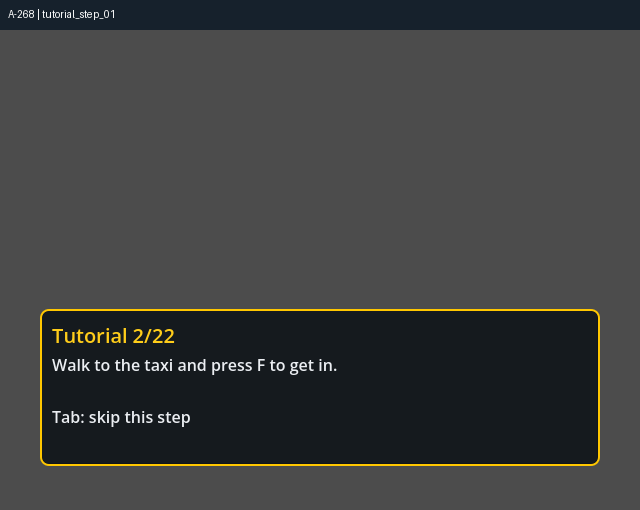 A-268 | tutorial_step_01
Tutorial 2/22
Walk to the taxi and press F to get in.
Tab: skip this step